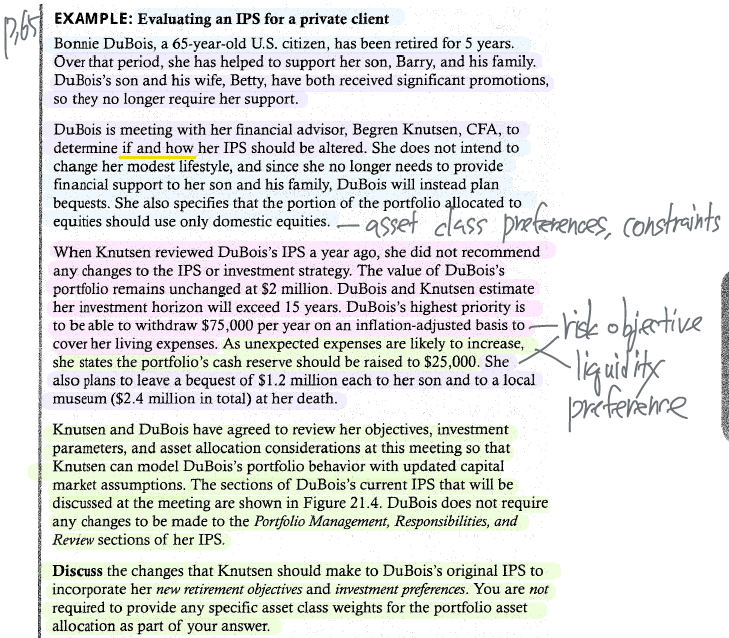 p.65
EXAMPLE: Evaluating an IPS for a private client
Bonnie DuBois, a 65-year-old U.S. citizen, has been retired for 5 years.
Over that period, she has helped to support her son, Barry, and his family.
DuBois's son and his wife, Betty, have both received significant promotions,
so they no longer require her support.
DuBois is meeting with her financial advisor, Begren Knutsen, CFA, to
determine if and how her IPS should be altered. She does not intend to
change her modest lifestyle, and since she no longer needs to provide
financial support to her son and his family, DuBois will instead plan
bequests. She also specifies that the portion of the portfolio allocated to
equities should use only domestic equities. — asset class preferences, constraints
When Knutsen reviewed DuBois's IPS a year ago, she did not recommend
any changes to the IPS or investment strategy. The value of DuBois's
portfolio remains unchanged at $2 million. DuBois and Knutsen estimate
her investment horizon will exceed 15 years. DuBois's highest priority is
to be able to withdraw $75,000 per year on an inflation-adjusted basis to
cover her living expenses. As unexpected expenses are likely to increase,
she states the portfolio's cash reserve should be raised to $25,000. She
also plans to leave a bequest of $1.2 million each to her son and to a local
museum ($2.4 million in total) at her death.
risk objective
liquidity
preference
Knutsen and DuBois have agreed to review her objectives, investment
parameters, and asset allocation considerations at this meeting so that
Knutsen can model DuBois's portfolio behavior with updated capital
market assumptions. The sections of DuBois's current IPS that will be
discussed at the meeting are shown in Figure 21.4. DuBois does not require
any changes to be made to the Portfolio Management, Responsibilities, and
Review sections of her IPS.
Discuss the changes that Knutsen should make to DuBois's original IPS to
incorporate her new retirement objectives and investment preferences. You are not
required to provide any specific asset class weights for the portfolio asset
allocation as part of your answer.